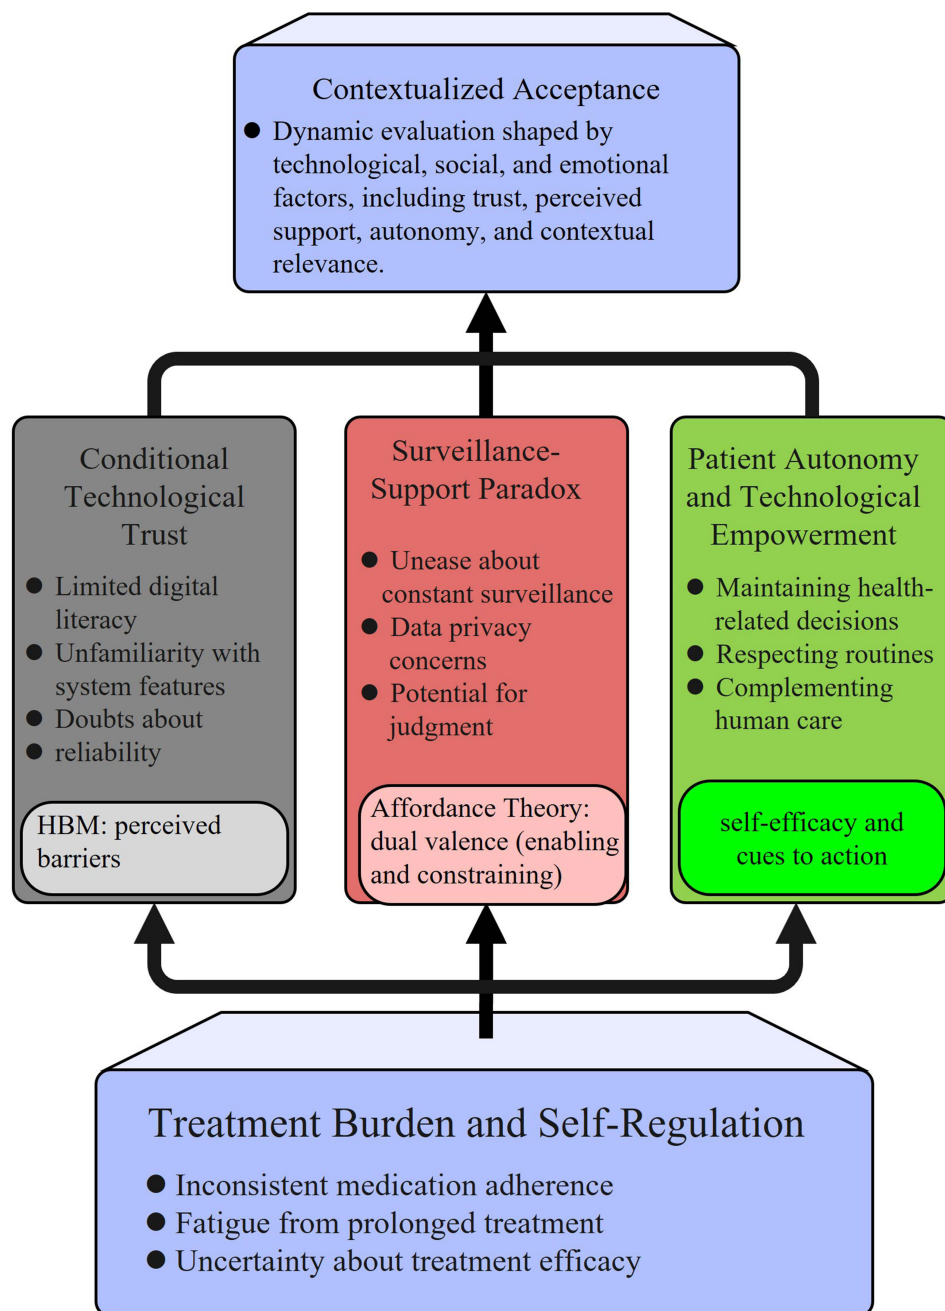 Contextualized Acceptance
● Dynamic evaluation shaped by
technological, social, and emotional
factors, including trust, perceived
support, autonomy, and contextual
relevance.
Conditional
Technological
Trust
● Limited digital
literacy
● Unfamiliarity with
system features
● Doubts about
● reliability
HBM: perceived
barriers
Surveillance-
Support Paradox
● Unease about
constant surveillance
● Data privacy
concerns
● Potential for
judgment
Affordance Theory:
dual valence (enabling
and constraining)
Patient Autonomy
and Technological
Empowerment
● Maintaining health-
related decisions
● Respecting routines
● Complementing
human care
self-efficacy and
cues to action
Treatment Burden and Self-Regulation
● Inconsistent medication adherence
● Fatigue from prolonged treatment
● Uncertainty about treatment efficacy